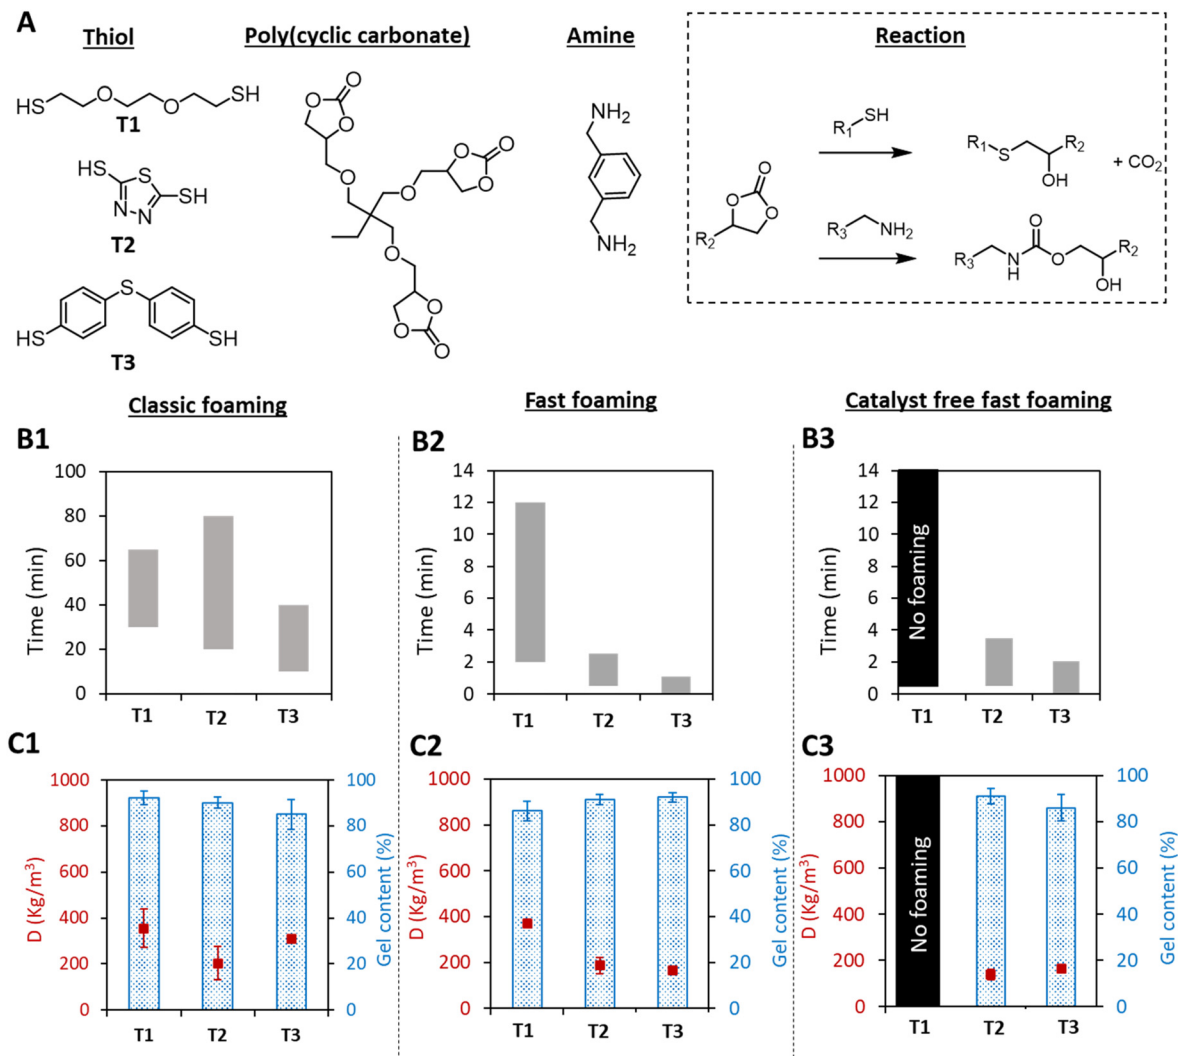 A
Thiol
Poly(cyclic carbonate)
Amine
Reaction
HS
O
O
SH
T1
HS
S
SH
N
N
T2
S
HS
SH
T3
O
O
O
O
O
O
O
O
O
O
O
O
NH2
NH2
R1
SH
O
O
O
R2
R1
S
R2
OH
+ CO2
R3
NH2
R3
N
H
O
O
R2
OH
Classic foaming
Fast foaming
Catalyst free fast foaming
B1
Time (min)
100
80
60
40
20
0
T1
T2
T3
B2
Time (min)
14
12
10
8
6
4
2
0
T1
T2
T3
B3
Time (min)
14
12
10
8
6
4
2
0
No foaming
T1
T2
T3
C1
D (Kg/m3)
1000
800
600
400
200
0
100
80
60
40
20
0
Gel content (%)
T1
T2
T3
C2
D (Kg/m3)
1000
800
600
400
200
0
100
80
60
40
20
0
Gel content (%)
T1
T2
T3
C3
D (Kg/m3)
1000
800
600
400
200
0
No foaming
100
80
60
40
20
0
Gel content (%)
T1
T2
T3